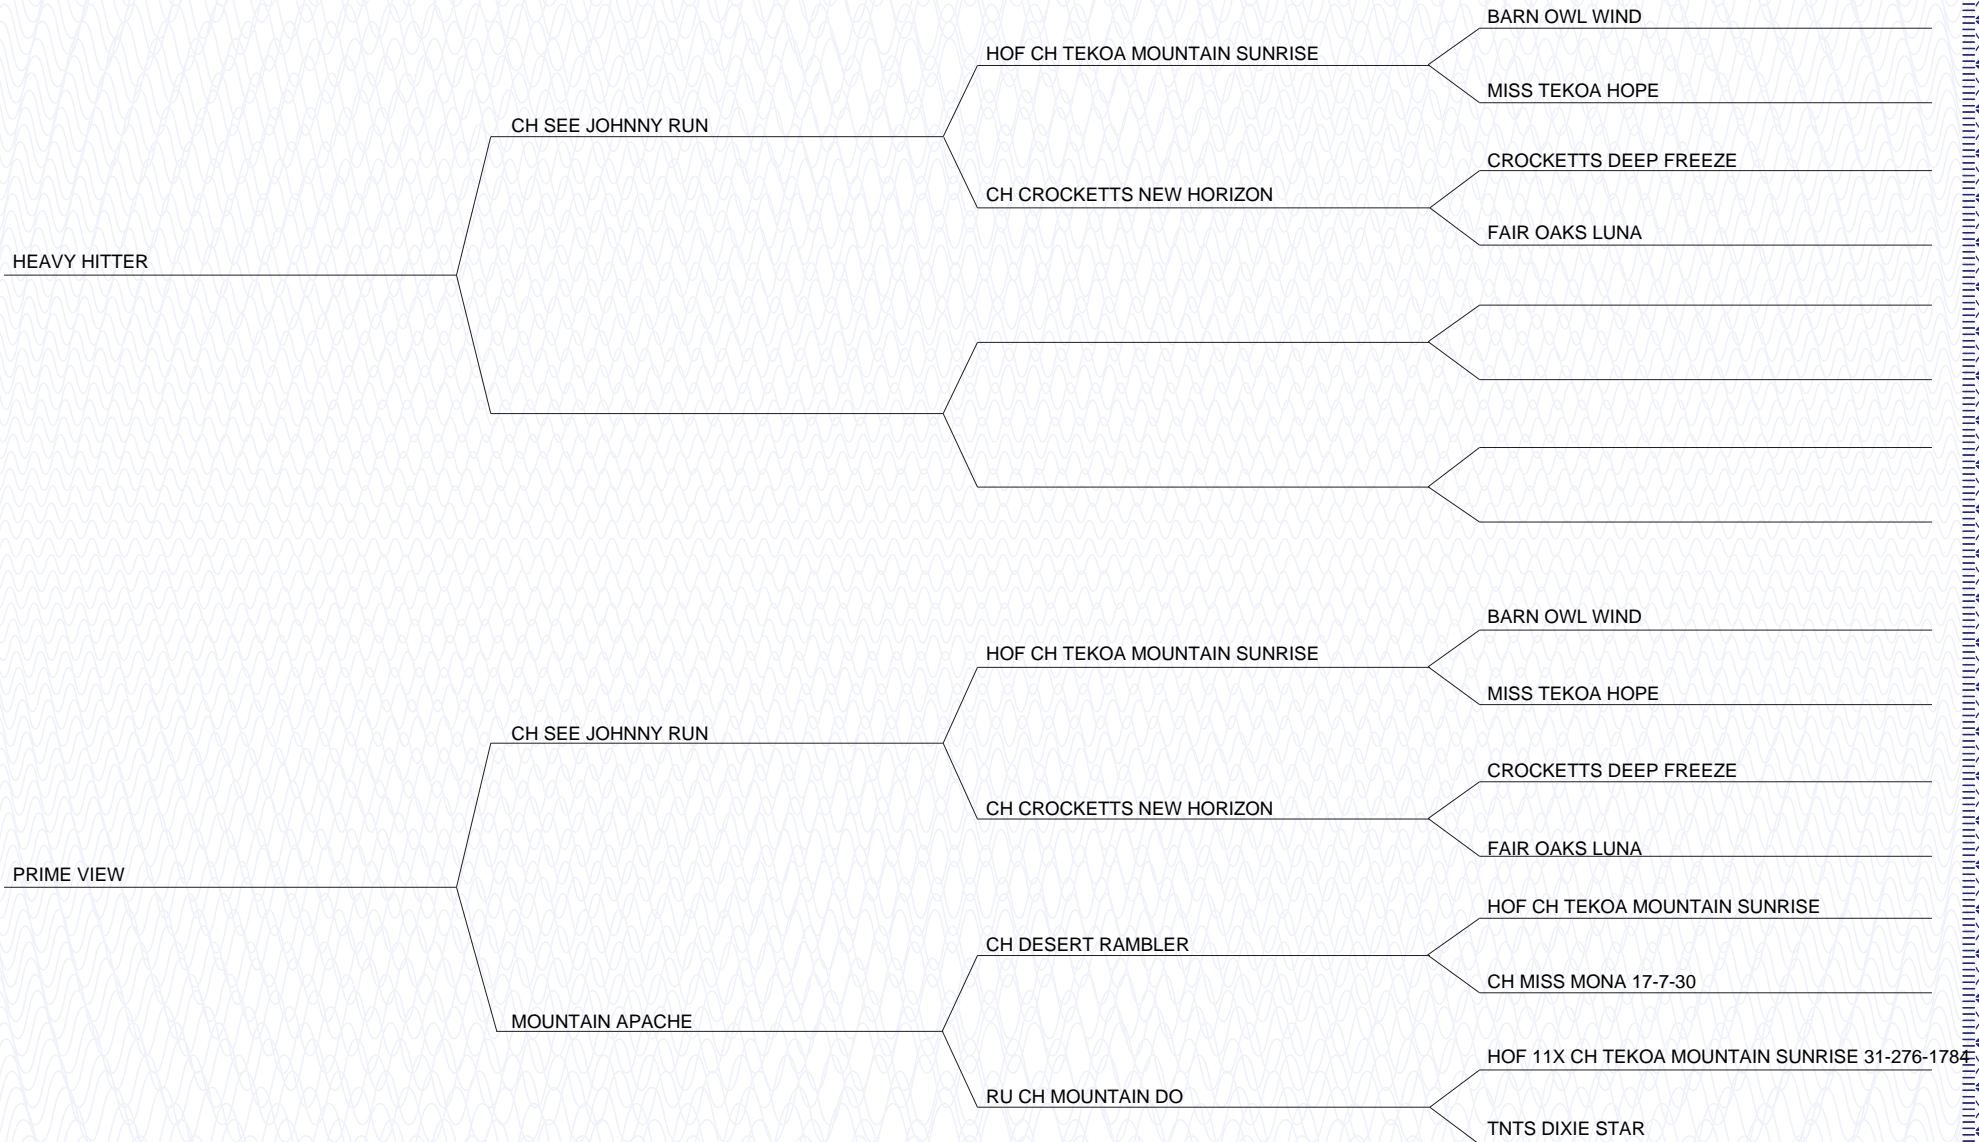 BARN OWL WIND
HOF CH TEKOA MOUNTAIN SUNRISE
MISS TEKOA HOPE
CH SEE JOHNNY RUN
CROCKETTS DEEP FREEZE
CH CROCKETTS NEW HORIZON
FAIR OAKS LUNA
HEAVY HITTER
BARN OWL WIND
HOF CH TEKOA MOUNTAIN SUNRISE
MISS TEKOA HOPE
CH SEE JOHNNY RUN
CROCKETTS DEEP FREEZE
CH CROCKETTS NEW HORIZON
FAIR OAKS LUNA
PRIME VIEW
HOF CH TEKOA MOUNTAIN SUNRISE
CH DESERT RAMBLER
CH MISS MONA 17-7-30
MOUNTAIN APACHE
HOF 11X CH TEKOA MOUNTAIN SUNRISE 31-276-1784
RU CH MOUNTAIN DO
TNTS DIXIE STAR